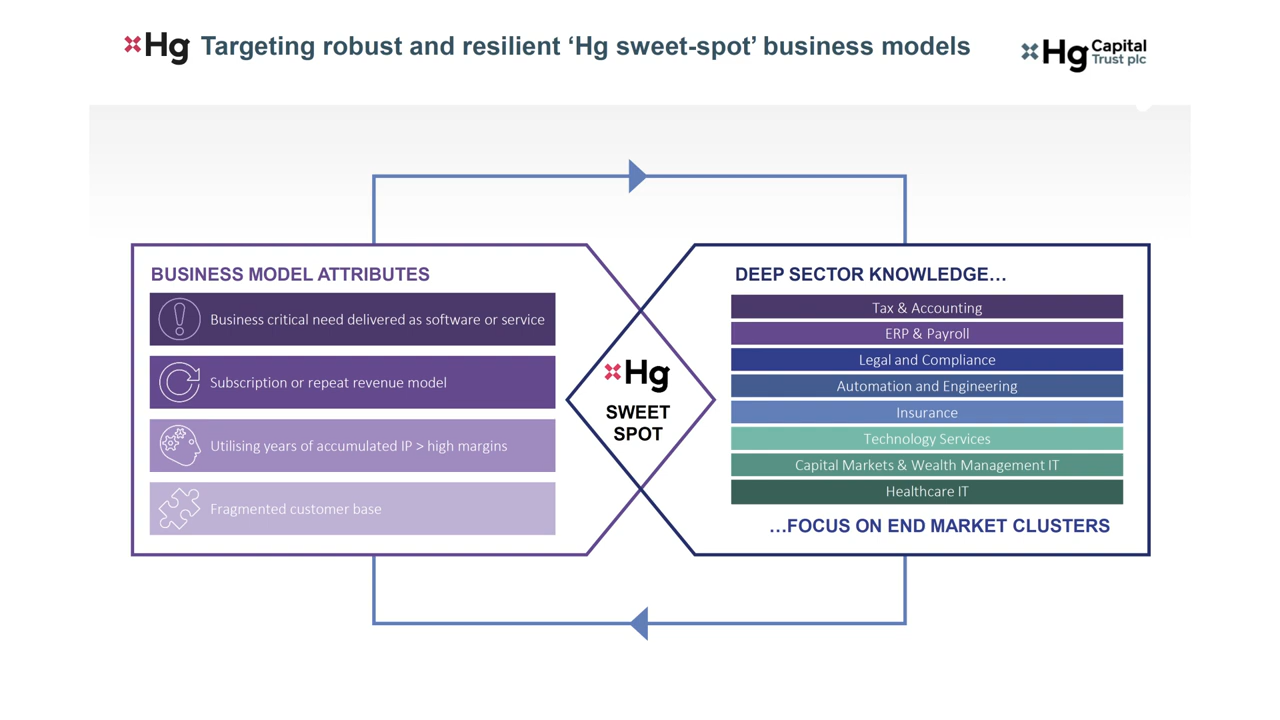 Hg Targeting robust and resilient ‘Hg sweet-spot’ business models
Hg Capital
Trust plc
BUSINESS MODEL ATTRIBUTES
Business critical need delivered as software or service
Subscription or repeat revenue model
Utilising years of accumulated IP > high margins
Fragmented customer base
Hg
SWEET
SPOT
DEEP SECTOR KNOWLEDGE…
Tax & Accounting
ERP & Payroll
Legal and Compliance
Automation and Engineering
Insurance
Technology Services
Capital Markets & Wealth Management IT
Healthcare IT
…FOCUS ON END MARKET CLUSTERS